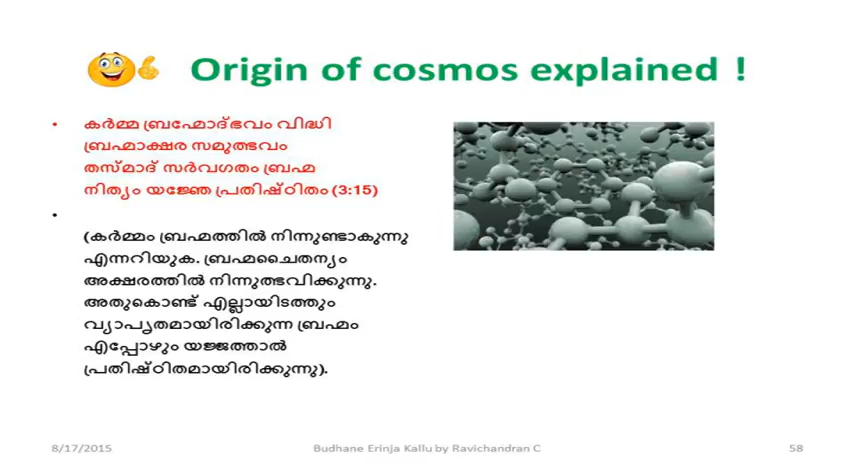 Origin of cosmos explained !
• കർമ്മ ബ്രഹ്മോദ്ഭവം വിദ്ധി
ബ്രഹ്മാക്ഷര സമുത്ഭവം
തസ്മാദ് സർവഗതം ബ്രഹ്മ
നിത്യം യജ്ഞേ പ്രതിഷ്ഠിതം (3:15)
•
(കർമ്മം ബ്രഹ്മത്തിൽ നിന്നുണ്ടാകുന്നു
എന്നറിയുക. ബ്രഹ്മചൈതന്യം
അക്ഷരത്തിൽ നിന്നുത്ഭവിക്കുന്നു.
അതുകൊണ്ട് എല്ലായിടത്തും
വ്യാപൃതമായിരിക്കുന്ന ബ്രഹ്മം
എപ്പോഴും യജ്ഞത്താൽ
പ്രതിഷ്ഠിതമായിരിക്കുന്നു).
8/17/2015 Budhane Erinja Kallu by Ravichandran C 58